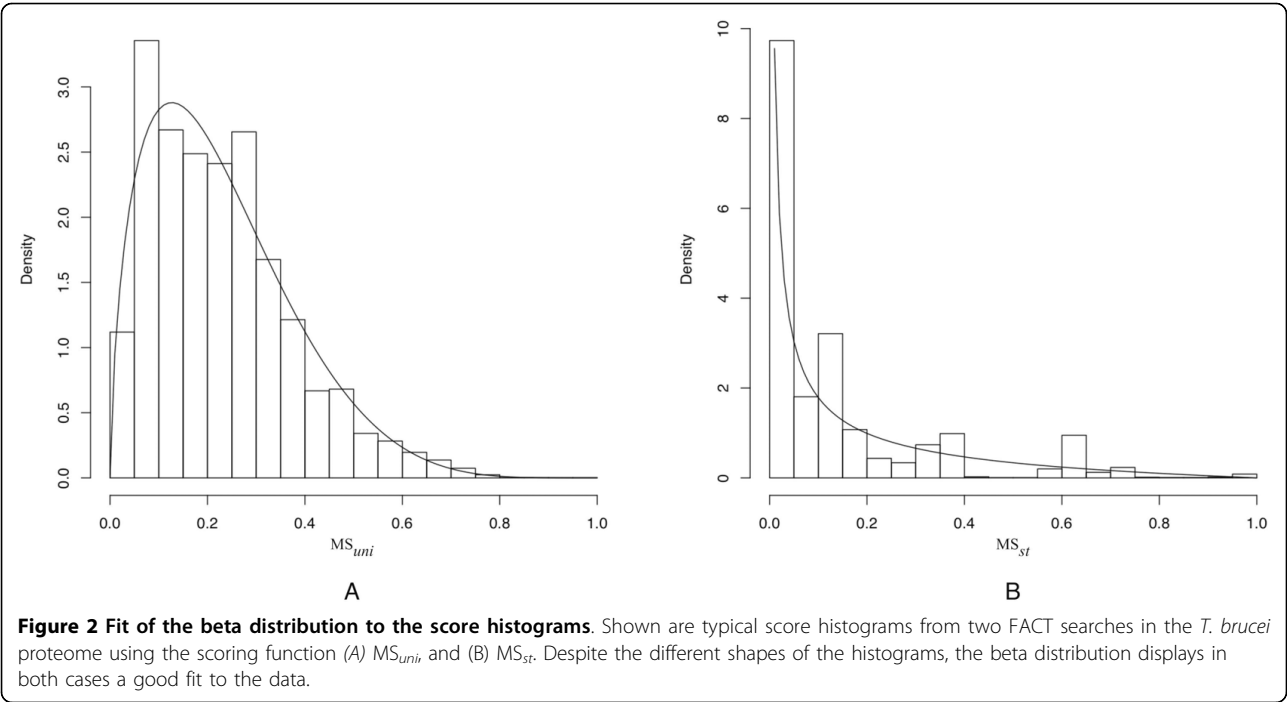 3.0
2.5
2.0
1.5
1.0
0.5
0.0
Density
0.0 0.2 0.4 0.6 0.8 1.0
MSuni
A
10
8
6
4
2
0
Density
0.0 0.2 0.4 0.6 0.8 1.0
MSst
B
Figure 2 Fit of the beta distribution to the score histograms. Shown are typical score histograms from two FACT searches in the T. brucei
proteome using the scoring function (A) MSuni, and (B) MSst. Despite the different shapes of the histograms, the beta distribution displays in
both cases a good fit to the data.